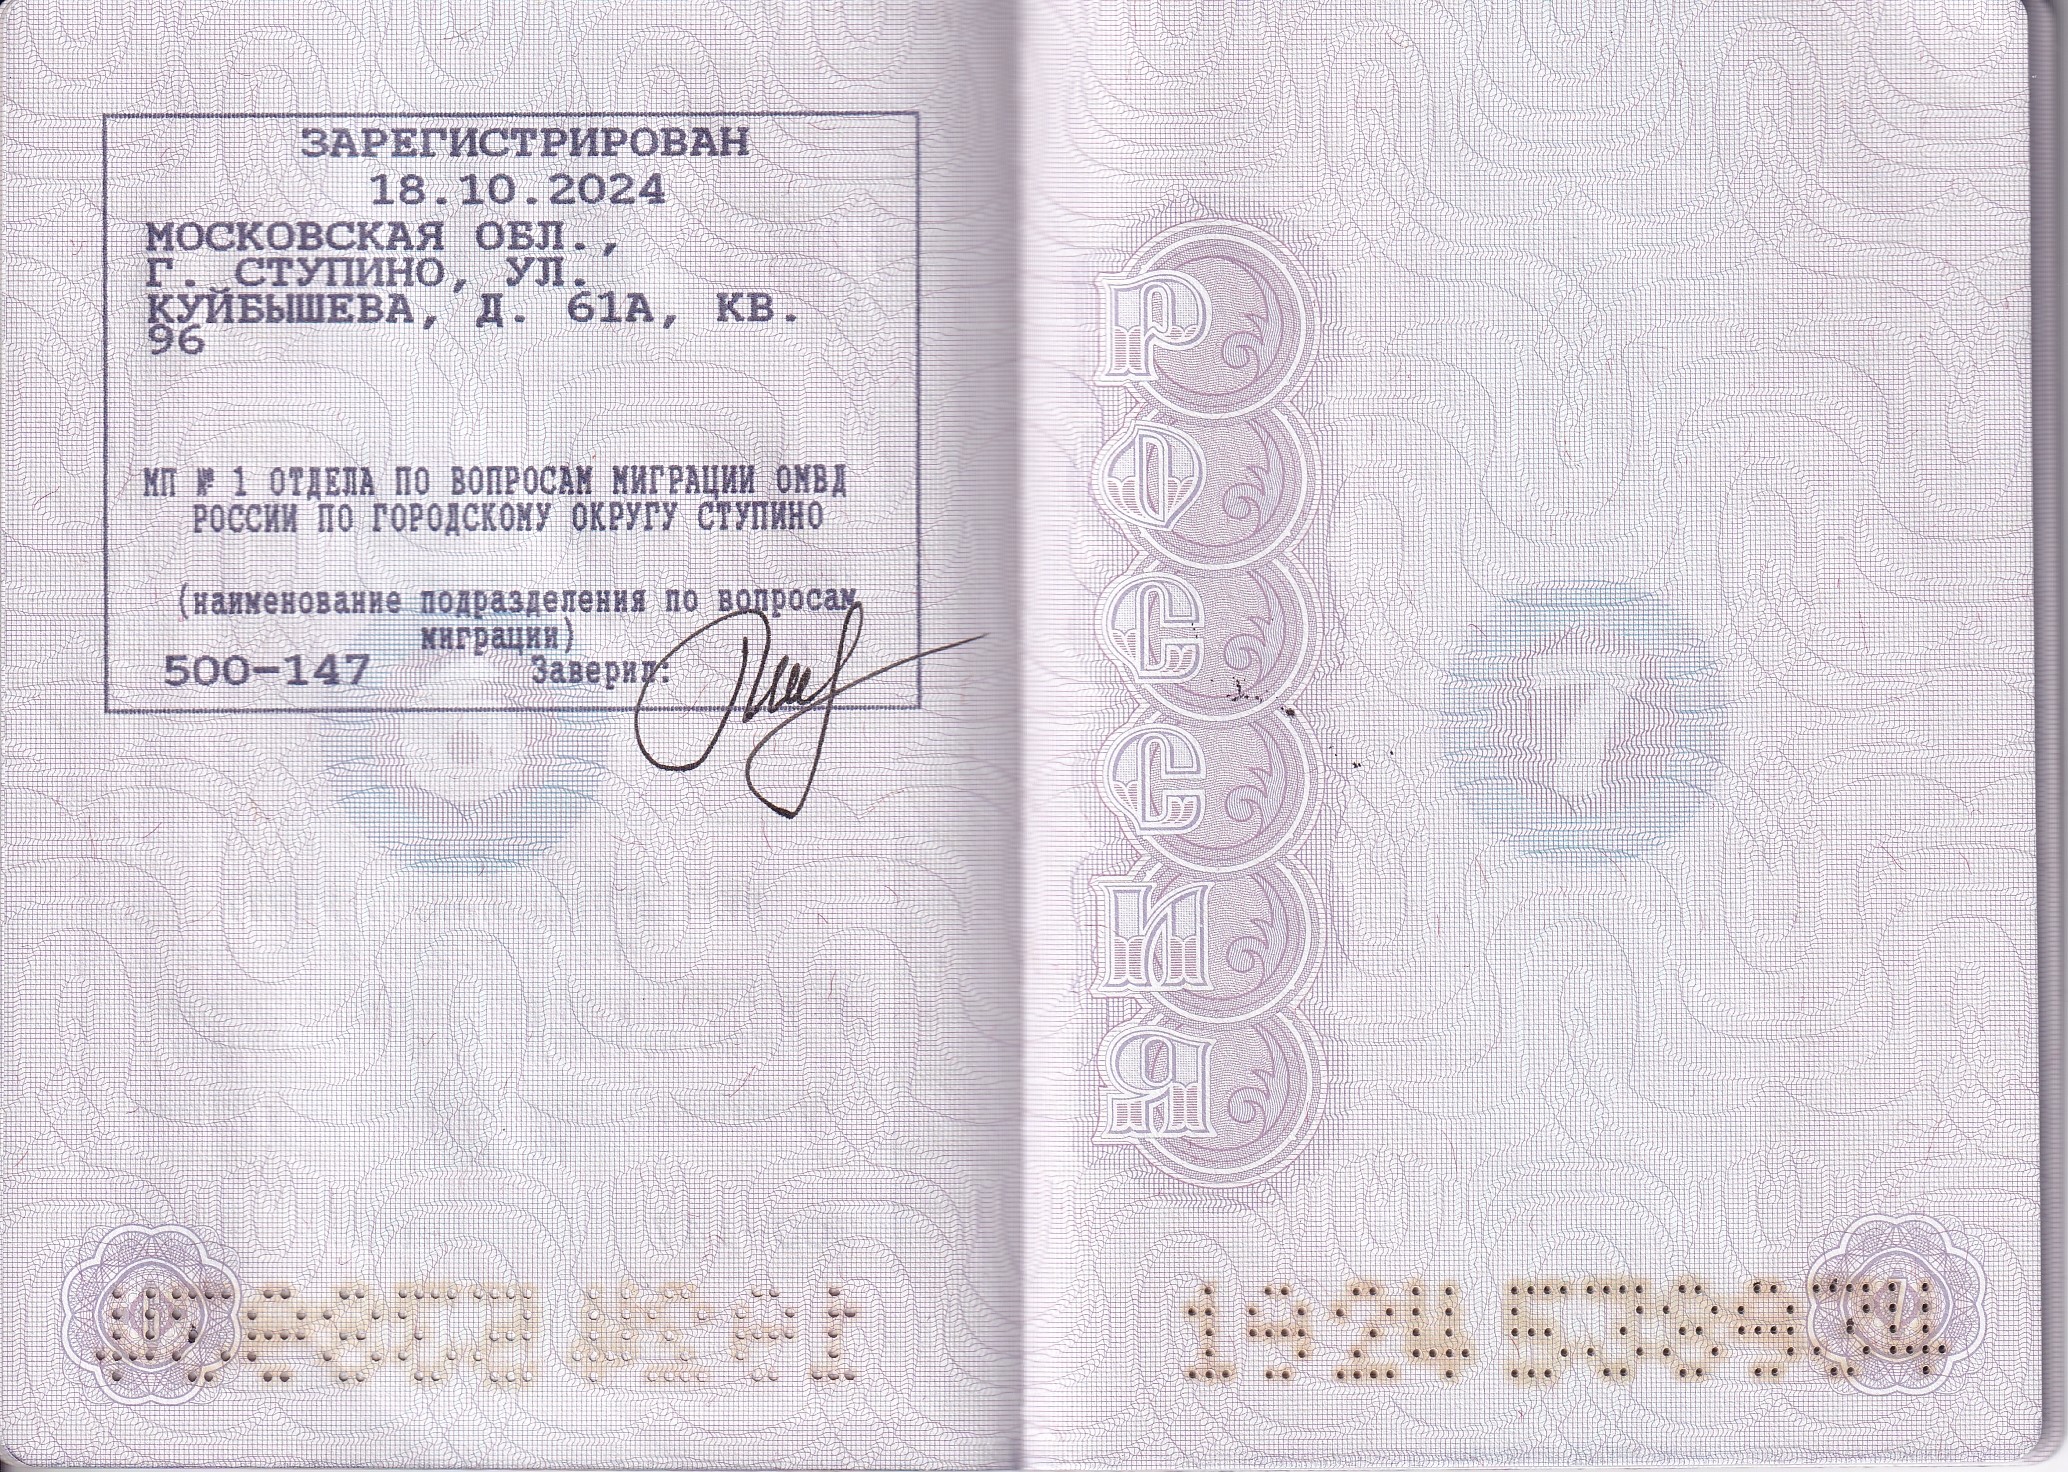 ЗАРЕГИСТРИРОВАН
18.10.2024
МОСКОВСКАЯ ОБЛ.,
Г. СТУПИНО, УЛ.
КУЙБЫШЕВА, Д. 61А, КВ.
96
МП № 1 ОТДЕЛА ПО ВОПРОСАМ МИГРАЦИИ ОМВД
РОССИИ ПО ГОРОДСКОМУ ОКРУГУ СТУПИНО
(наименование подразделения по вопросам
миграции)
500-147 Заверил:
РОССИЯ